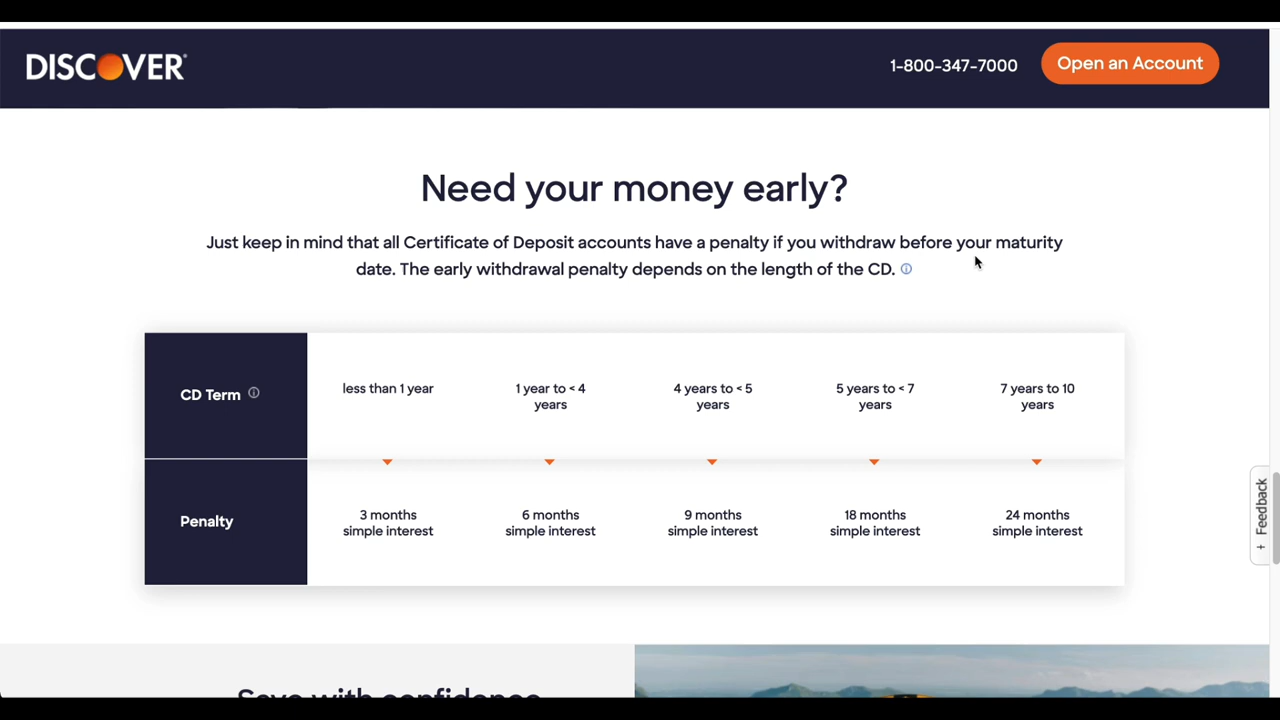 DISCOVER
1-800-347-7000
Open an Account
Need your money early?
Just keep in mind that all Certificate of Deposit accounts have a penalty if you withdraw before your maturity
date. The early withdrawal penalty depends on the length of the CD.
CD Term
less than 1 year
1 year to < 4
years
4 years to < 5
years
5 years to < 7
years
7 years to 10
years
Penalty
3 months
simple interest
6 months
simple interest
9 months
simple interest
18 months
simple interest
24 months
simple interest
+ Feedback
Save with confidence